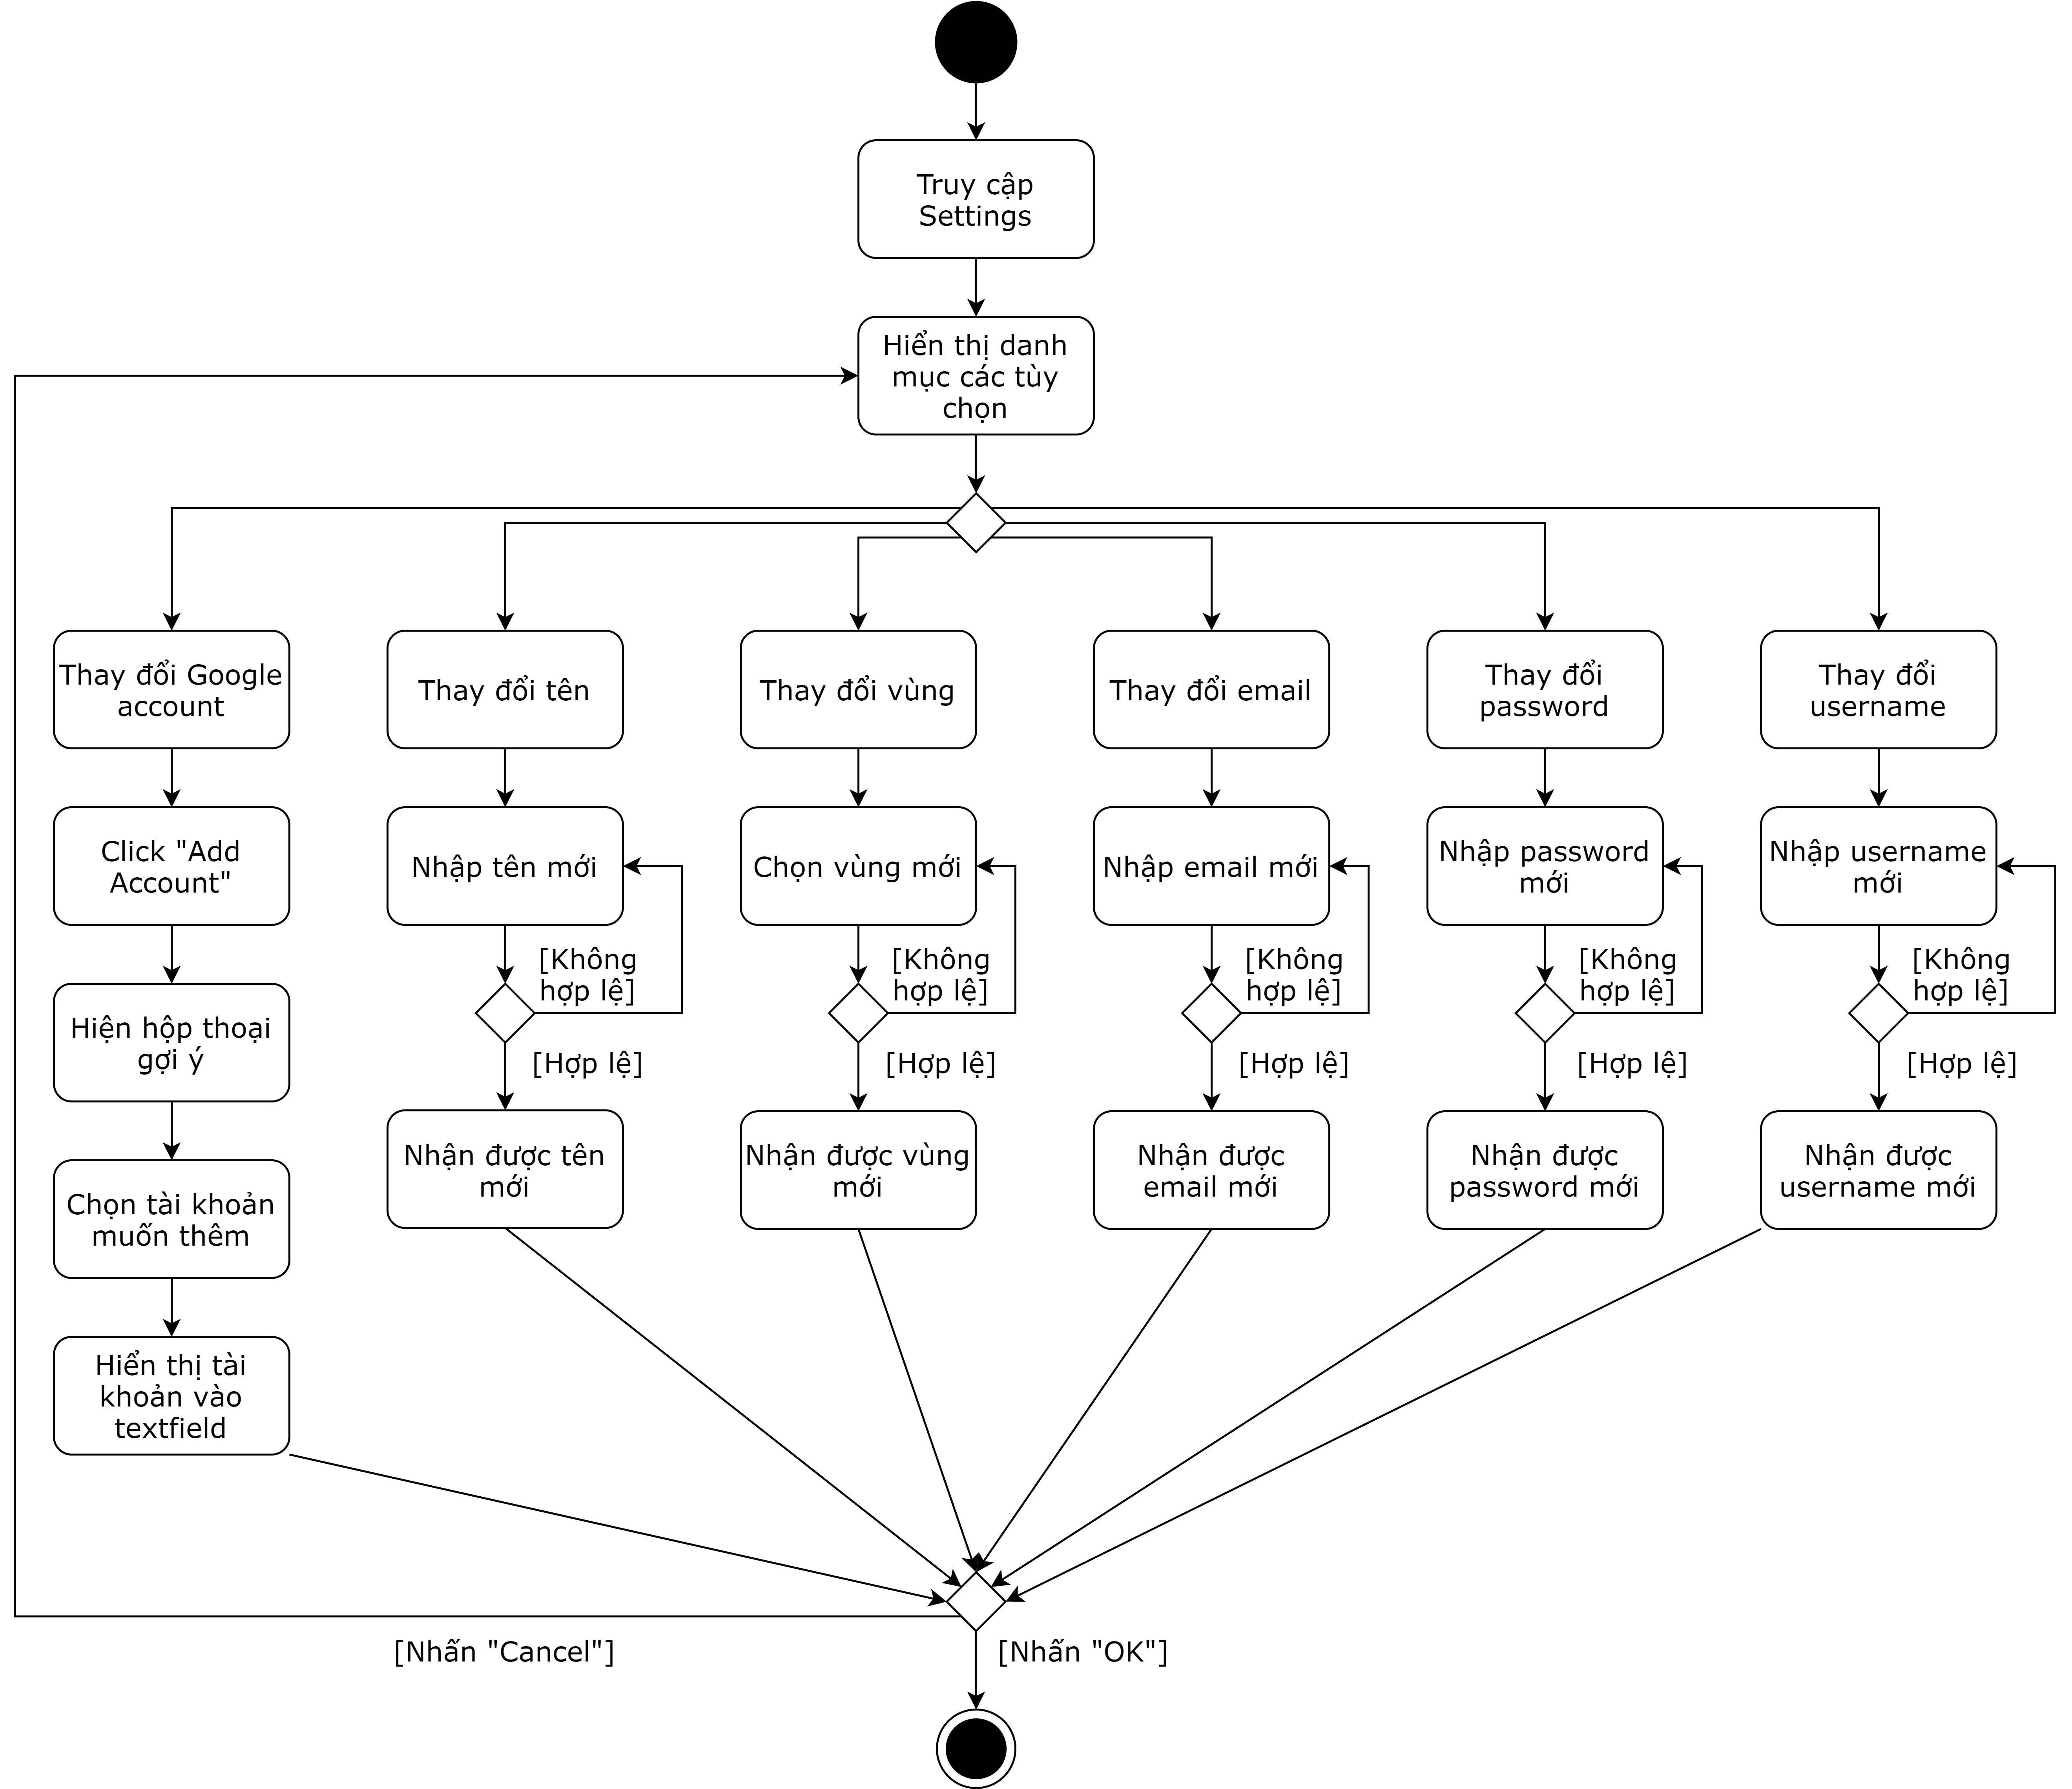 Truy cập
Settings
Hiển thị danh
mục các tùy
chọn
Thay đổi Google
account
Thay đổi tên
Thay đổi vùng
Thay đổi email
Thay đổi
password
Thay đổi
username
Click "Add
Account"
Nhập tên mới
Chọn vùng mới
Nhập email mới
Nhập password
mới
Nhập username
mới
[Không
hợp lệ]
[Không
hợp lệ]
[Không
hợp lệ]
[Không
hợp lệ]
[Không
hợp lệ]
Hiện hộp thoại
gợi ý
[Hợp lệ]
[Hợp lệ]
[Hợp lệ]
[Hợp lệ]
[Hợp lệ]
Chọn tài khoản
muốn thêm
Nhận được tên
mới
Nhận được vùng
mới
Nhận được
email mới
Nhận được
password mới
Nhận được
username mới
Hiển thị tài
khoản vào
textfield
[Nhấn "Cancel"]
[Nhấn "OK"]